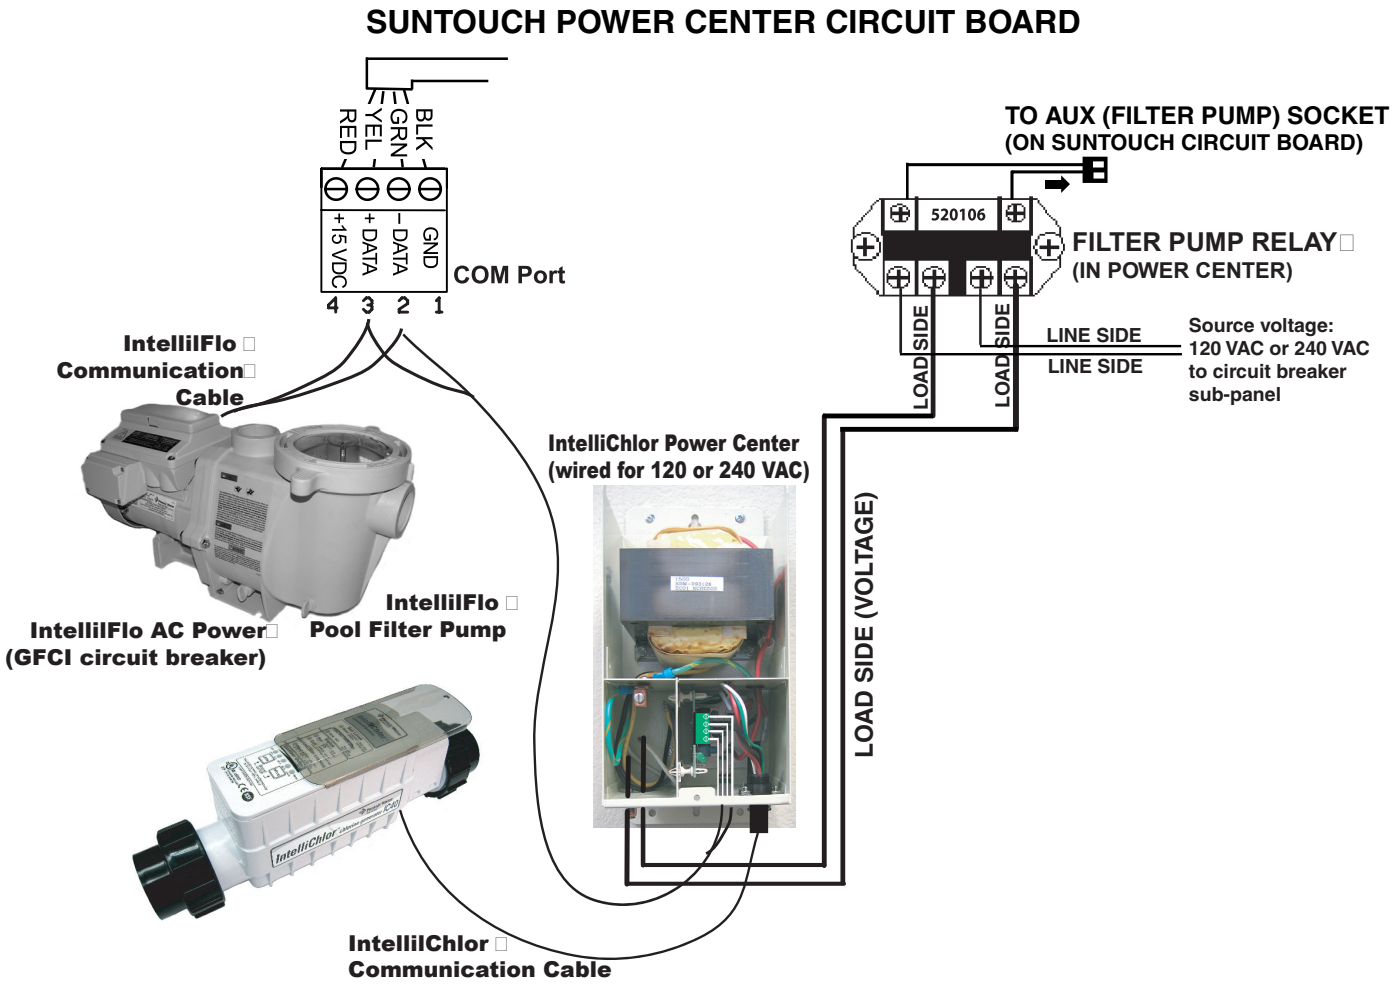 SUNTOUCH POWER CENTER CIRCUIT BOARD
RED
YEL
GRN
BLK
+15 VDC
+ DATA
– DATA
GND
4 3 2 1
COM Port
TO AUX (FILTER PUMP) SOCKET
(ON SUNTOUCH CIRCUIT BOARD)
520106
FILTER PUMP RELAY
(IN POWER CENTER)
LOAD SIDE
LOAD SIDE
LINE SIDE
LINE SIDE
Source voltage:
120 VAC or 240 VAC
to circuit breaker
sub-panel
IntellilFlo
Communication
Cable
IntelliChlor Power Center
(wired for 120 or 240 VAC)
LOAD SIDE (VOLTAGE)
IntellilFlo
Pool Filter Pump
IntellilFlo AC Power
(GFCI circuit breaker)
IntelliChlor chlorine generator IC40
IntellilChlor
Communication Cable